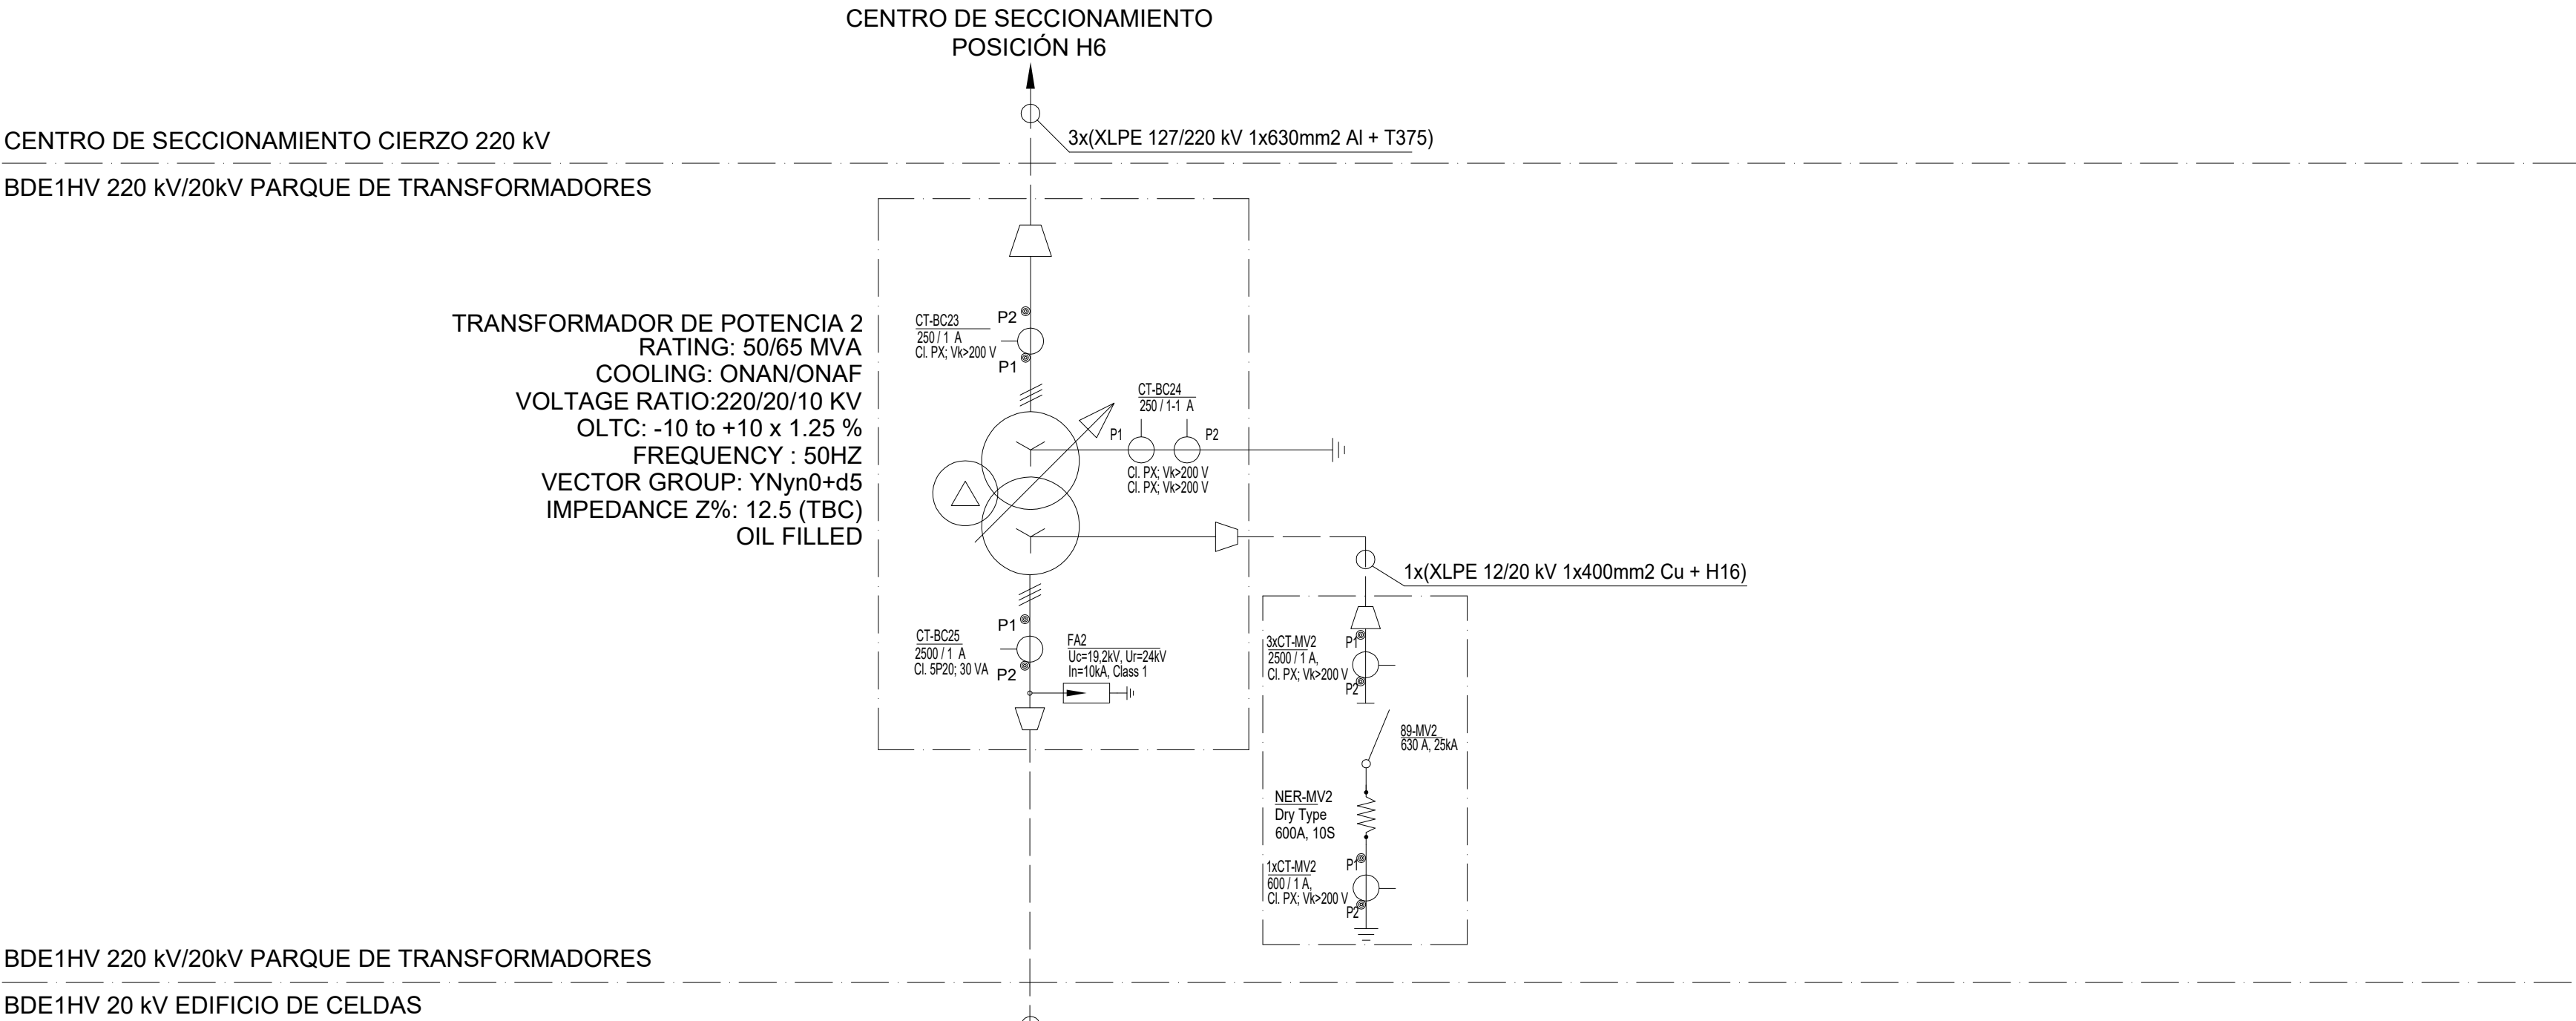 CENTRO DE SECCIONAMIENTO
POSICIÓN H6
3x(XLPE 127/220 kV 1x630mm2 Al + T375)
CENTRO DE SECCIONAMIENTO CIERZO 220 kV
BDE1HV 220 kV/20kV PARQUE DE TRANSFORMADORES
TRANSFORMADOR DE POTENCIA 2
RATING: 50/65 MVA
COOLING: ONAN/ONAF
VOLTAGE RATIO:220/20/10 KV
OLTC: -10 to +10 x 1.25 %
FREQUENCY : 50HZ
VECTOR GROUP: YNyn0+d5
IMPEDANCE Z%: 12.5 (TBC)
OIL FILLED
CT-BC23
250 / 1 A
Cl. PX; Vk>200 V
P2
P1
CT-BC24
250 / 1-1 A
P1
P2
Cl. PX; Vk>200 V
Cl. PX; Vk>200 V
1x(XLPE 12/20 kV 1x400mm2 Cu + H16)
CT-BC25
2500 / 1 A
Cl. 5P20; 30 VA
P1
P2
FA2
Uc=19,2kV, Ur=24kV
In=10kA, Class 1
3xCT-MV2
2500 / 1 A,
Cl. PX; Vk>200 V
P1
P2
89-MV2
630 A, 25kA
NER-MV2
Dry Type
600A, 10S
1xCT-MV2
600 / 1 A,
Cl. PX; Vk>200 V
P1
P2
BDE1HV 220 kV/20kV PARQUE DE TRANSFORMADORES
BDE1HV 20 kV EDIFICIO DE CELDAS